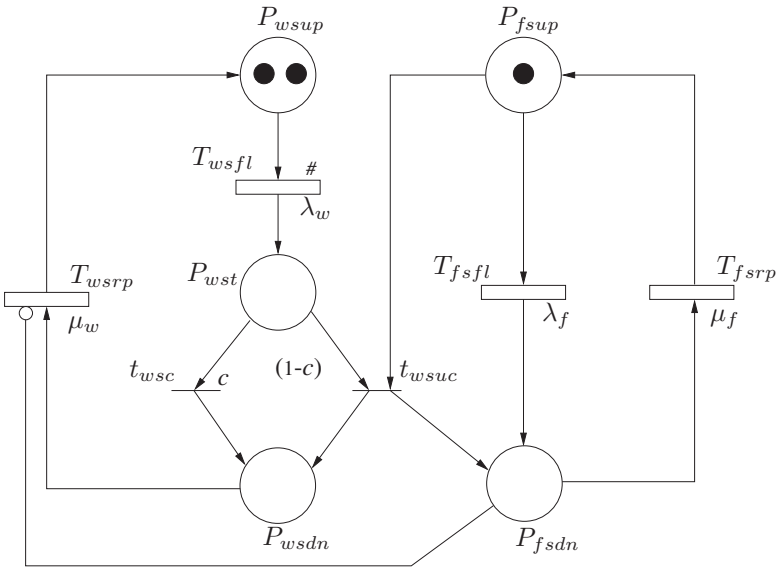 P_{wsup} P_{fsup}
T_{wsfl} #
λ_w
P_{wst}
T_{wsrp} T_{fsfl} T_{fsrp}
μ_w λ_f μ_f
t_{wsc} c (1-c) t_{wsuc}
P_{wsdn} P_{fsdn}